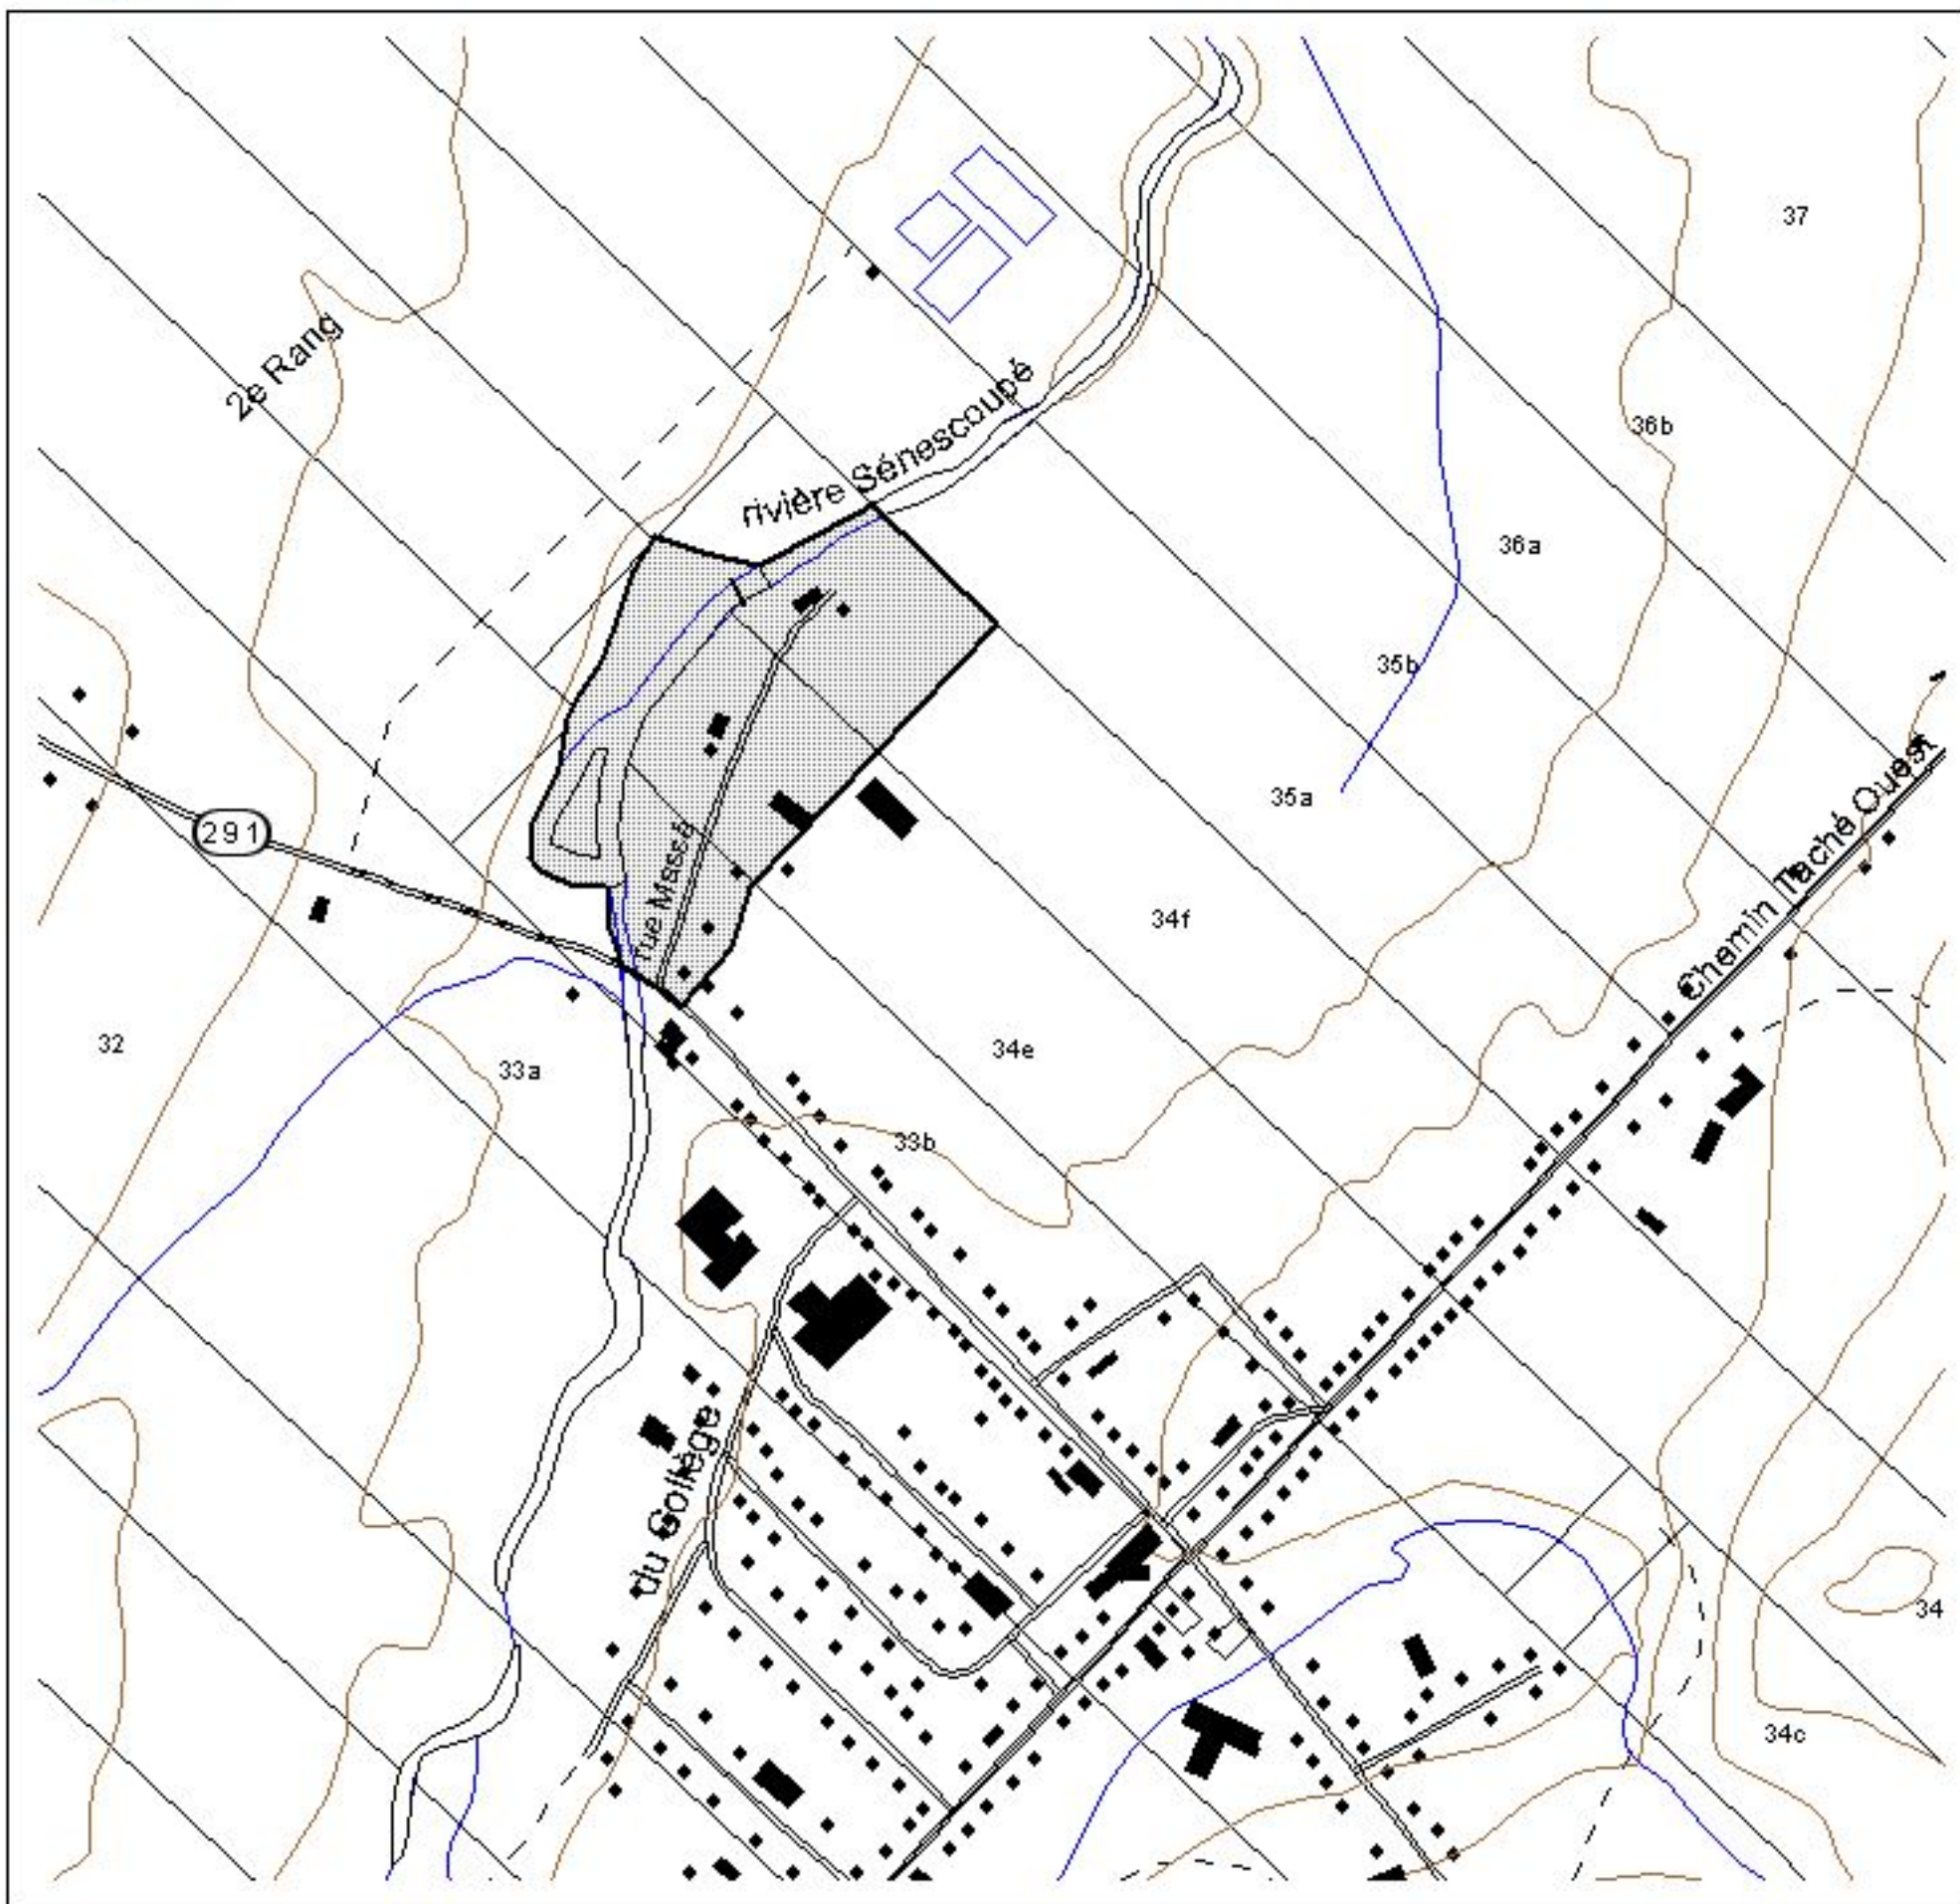 37
2e Rang
rivière Sénescoupé
36b
36a
35b
35a
Chemin Taché Ouest
291
rue Massé
34f
34e
32
33a
33b
du Collège
34
34c